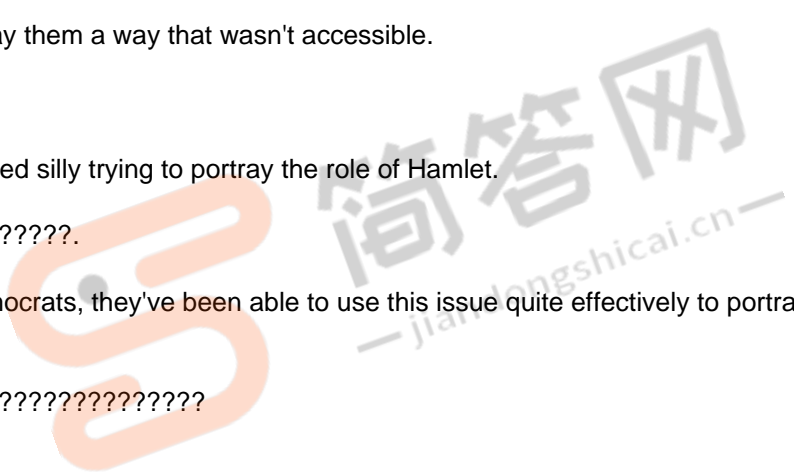 ay them a way that wasn't accessible.
ed silly trying to portray the role of Hamlet.
?????.
nocrats, they've been able to use this issue quite effectively to portra
??????????????
简答网
jiandongshicai.cn